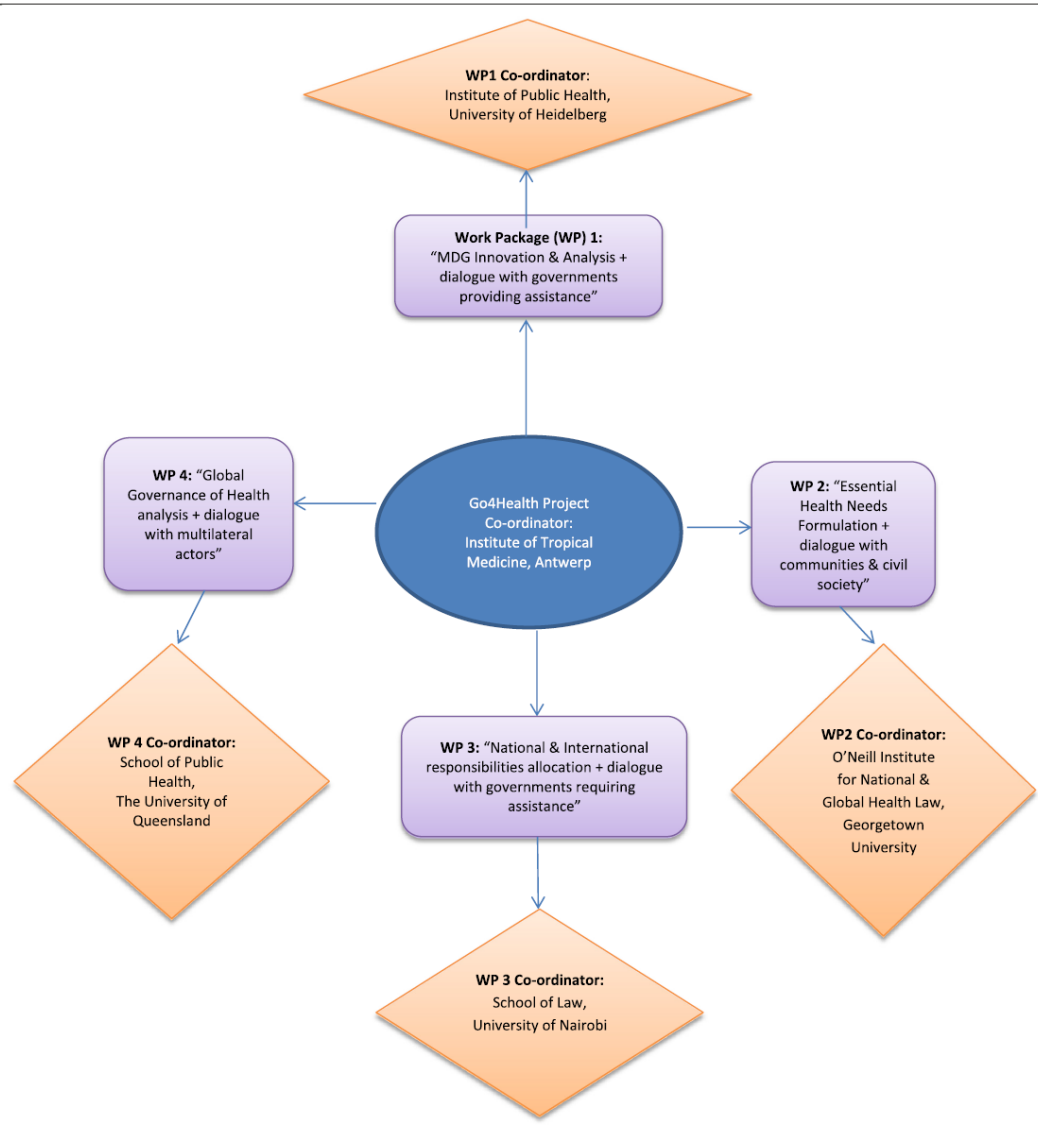 WP1 Co-ordinator:
Institute of Public Health,
University of Heidelberg
Work Package (WP) 1:
“MDG Innovation & Analysis +
dialogue with governments
providing assistance”
WP 4: “Global
Governance of Health
analysis + dialogue
with multilateral
actors”
Go4Health Project
Co-ordinator:
Institute of Tropical
Medicine, Antwerp
WP 2: “Essential
Health Needs
Formulation +
dialogue with
communities & civil
society”
WP 4 Co-ordinator:
School of Public
Health,
The University of
Queensland
WP 3: “National & International
responsibilities allocation + dialogue
with governments requiring
assistance”
WP2 Co-ordinator:
O’Neill Institute
for National &
Global Health Law,
Georgetown
University
WP 3 Co-ordinator:
School of Law,
University of Nairobi